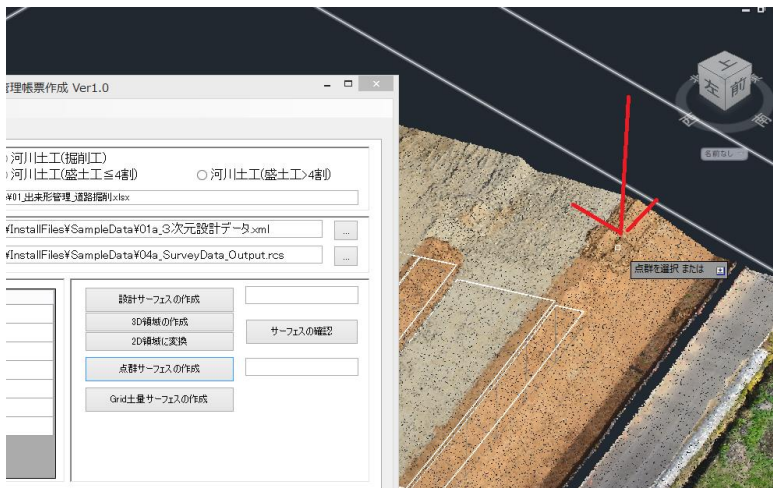 管理帳票作成 Ver1.0
河川土工(掘削工)
河川土工(盛土工≦4割)
河川土工(盛土工>4割)
¥01_出来形管理_道路掘削.xlsx
¥InstallFiles¥SampleData¥01a_3次元設計データ.xml
...
¥InstallFiles¥SampleData¥04a_SurveyData_Output.rcs
...
設計サーフェスの作成
3D領域の作成
2D領域に変換
サーフェスの確認
点群サーフェスの作成
Grid土量サーフェスの作成
上
左
前
西
南
名前なし
点群を選択 または